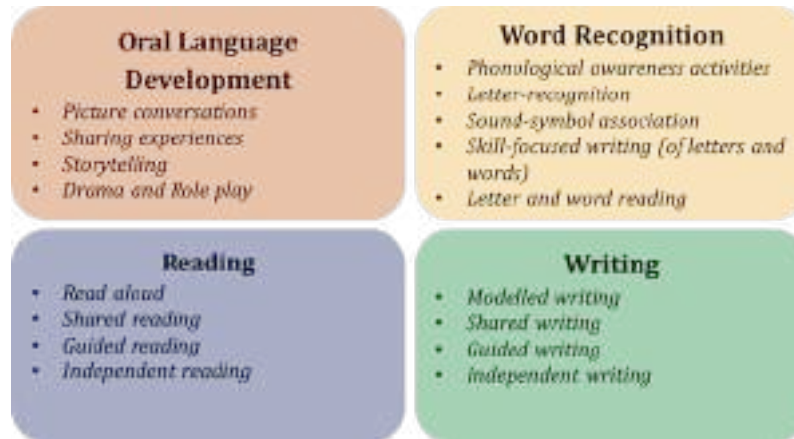 Oral Language
Development
• Picture conversations
• Sharing experiences
• Storytelling
• Drama and Role play
Word Recognition
• Phonological awareness activities
• Letter-recognition
• Sound-symbol association
• Skill-focused writing (of letters and
words)
• Letter and word reading
Reading
• Read aloud
• Shared reading
• Guided reading
• Independent reading
Writing
• Modelled writing
• Shared writing
• Guided writing
• independent writing